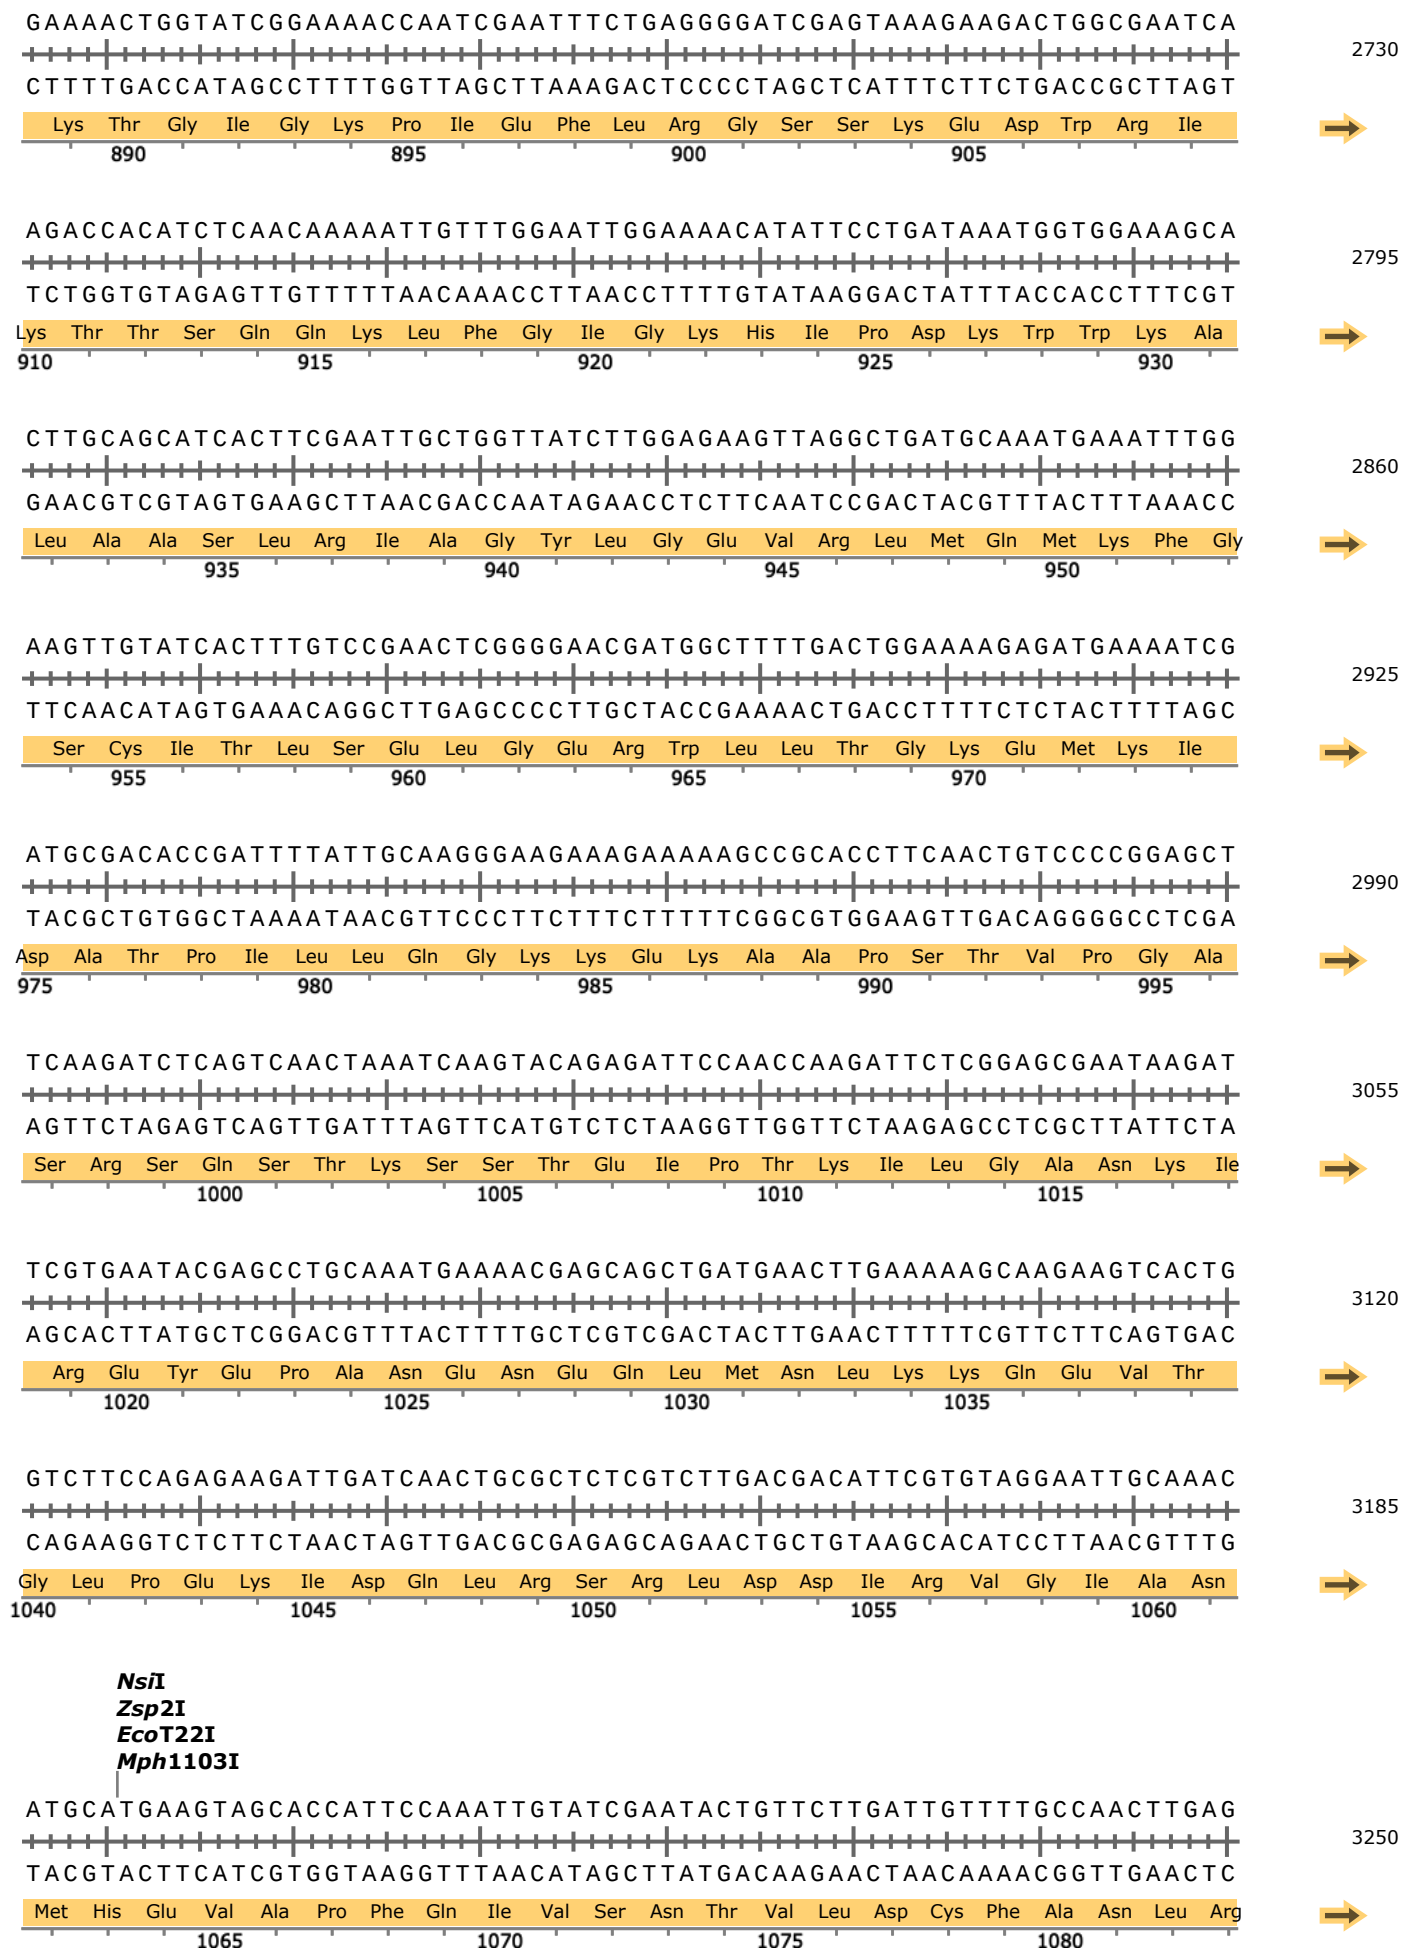 GAAAACTGGTATCGGAAAACCAATCGAATTTCTGAGGGGATCGAGTAAAGAAGACTGGCGAATCA
2730
CTTTTGACCATAGCCTTTTGGTTAGCTTAAAGACTCCCCTAGCTCATTTCTTCTGACCGCTTAGT
Lys Thr Gly Ile Gly Lys Pro Ile Glu Phe Leu Arg Gly Ser Ser Lys Glu Asp Trp Arg Ile
890 895 900 905
AGACCACATCTCAACAAAAATTGTTTGGAATTGGAAAACATATTCCTGATAAATGGTGGAAAGCA
2795
TCTGGTGTAGAGTTGTTTTTAACAAACCTTAACCTTTTGTATAAGGACTATTTACCACCTTTCGT
Lys Thr Thr Ser Gln Gln Lys Leu Phe Gly Ile Gly Lys His Ile Pro Asp Lys Trp Trp Lys Ala
910 915 920 925 930
CTTGCAGCATCACTTCGAATTGCTGGTTATCTTGGAGAAGTTAGGCTGATGCAAATGAAATTTGG
2860
GAACGTCGTAGTGAAGCTTAACGACCAATAGAACCTCTTCAATCCGACTACGTTTACTTTAAACC
Leu Ala Ala Ser Leu Arg Ile Ala Gly Tyr Leu Gly Glu Val Arg Leu Met Gln Met Lys Phe Gly
935 940 945 950
AAGTTGTATCACTTTGTCCGAACTCGGGGAACGATGGCTTTTGACTGGAAAAGAGATGAAAATCG
2925
TTCAACATAGTGAAACAGGCTTGAGCCCCTTGCTACCGAAAACTGACCTTTTCTCTACTTTTAGC
Ser Cys Ile Thr Leu Ser Glu Leu Gly Glu Arg Trp Leu Leu Thr Gly Lys Glu Met Lys Ile
955 960 965 970
ATGCGACACCGATTTTATTGCAAGGGAAGAAAGAAAAAGCCGCACCTTCAACTGTCCCCGGAGCT
2990
TACGCTGTGGCTAAAATAACGTTCCCTTCTTTCTTTTTCGGCGTGGAAGTTGACAGGGGCCTCGA
Asp Ala Thr Pro Ile Leu Leu Gln Gly Lys Lys Glu Lys Ala Ala Pro Ser Thr Val Pro Gly Ala
975 980 985 990 995
TCAAGATCTCAGTCAACTAAATCAAGTACAGAGATTCCAACCAAGATTCTCGGAGCGAATAAGAT
3055
AGTTCTAGAGTCAGTTGATTTAGTTCATGTCTCTAAGGTTGGTTCTAAGAGCCTCGCTTATTCTA
Ser Arg Ser Gln Ser Thr Lys Ser Ser Thr Glu Ile Pro Thr Lys Ile Leu Gly Ala Asn Lys Ile
1000 1005 1010 1015
TCGTGAATACGAGCCTGCAAATGAAAACGAGCAGCTGATGAACTTGAAAAAGCAAGAAGTCACTG
3120
AGCACTTATGCTCGGACGTTTACTTTTGCTCGTCGACTACTTGAACTTTTTCGTTCTTCAGTGAC
Arg Glu Tyr Glu Pro Ala Asn Glu Asn Glu Gln Leu Met Asn Leu Lys Lys Gln Glu Val Thr
1020 1025 1030 1035
GTCTTCCAGAGAAGATTGATCAACTGCGCTCTCGTCTTGACGACATTCGTGTAGGAATTGCAAAC
3185
CAGAAGGTCTCTTCTAACTAGTTGACGCGAGAGCAGAACTGCTGTAAGCACATCCTTAACGTTTG
Gly Leu Pro Glu Lys Ile Asp Gln Leu Arg Ser Arg Leu Asp Asp Ile Arg Val Gly Ile Ala Asn
1040 1045 1050 1055 1060
NsiI
Zsp2I
EcoT22I
Mph1103I
ATGCATGAAGTAGCACCATTCCAAATTGTATCGAATACTGTTCTTGATTGTTTTGCCAACTTGAG
3250
TACGTACTTCATCGTGGTAAGGTTTAACATAGCTTATGACAAGAACTAACAAAACGGTTGAACTC
Met His Glu Val Ala Pro Phe Gln Ile Val Ser Asn Thr Val Leu Asp Cys Phe Ala Asn Leu Arg
1065 1070 1075 1080